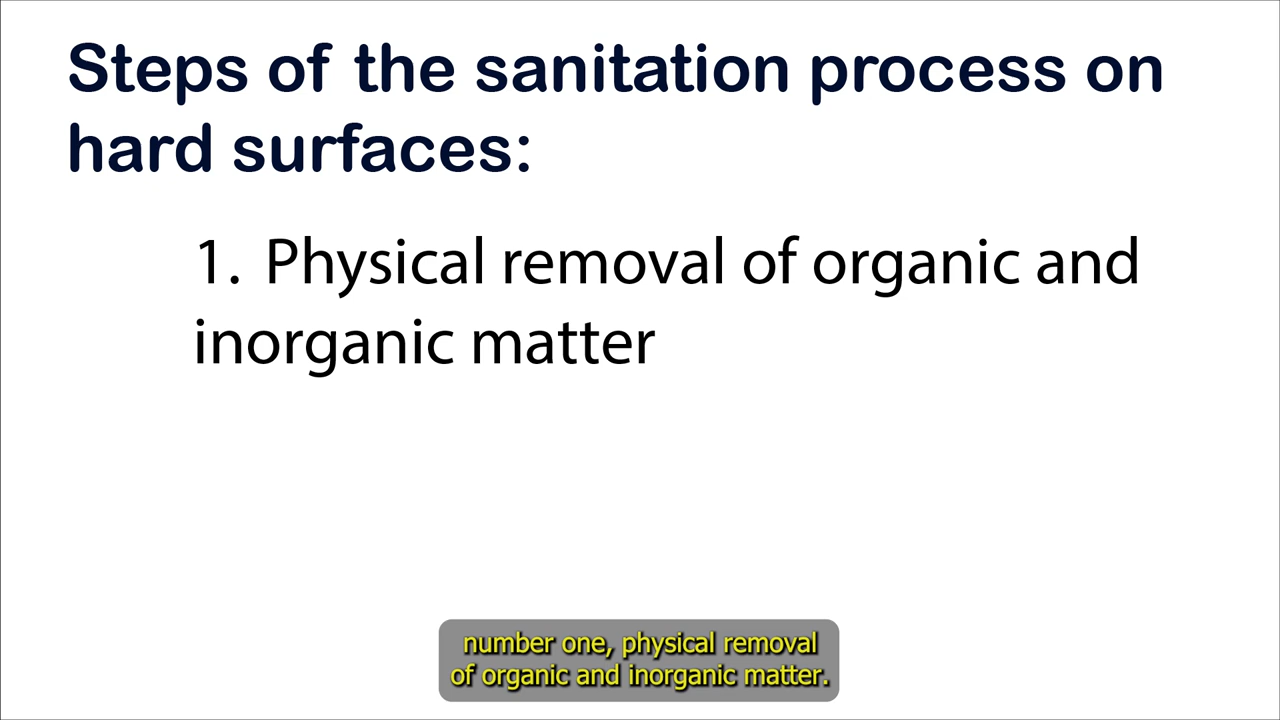 Steps of the sanitation process on
hard surfaces:
1. Physical removal of organic and
inorganic matter
number one, physical removal
of organic and inorganic matter.